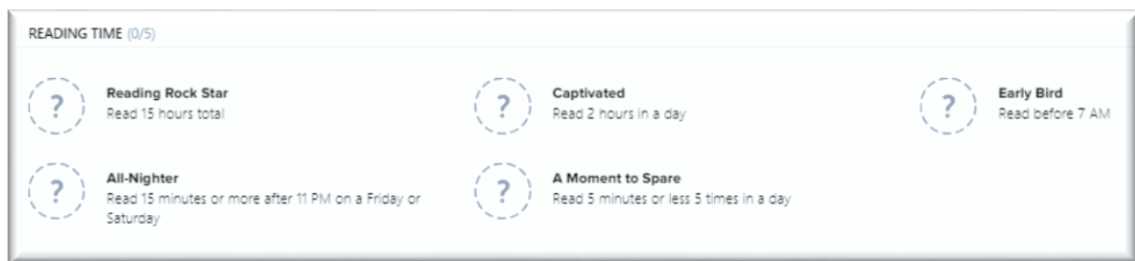 READING TIME (0/5)
?
Reading Rock Star
Read 15 hours total
?
Captivated
Read 2 hours in a day
?
Early Bird
Read before 7 AM
?
All-Nighter
Read 15 minutes or more after 11 PM on a Friday or
Saturday
?
A Moment to Spare
Read 5 minutes or less 5 times in a day